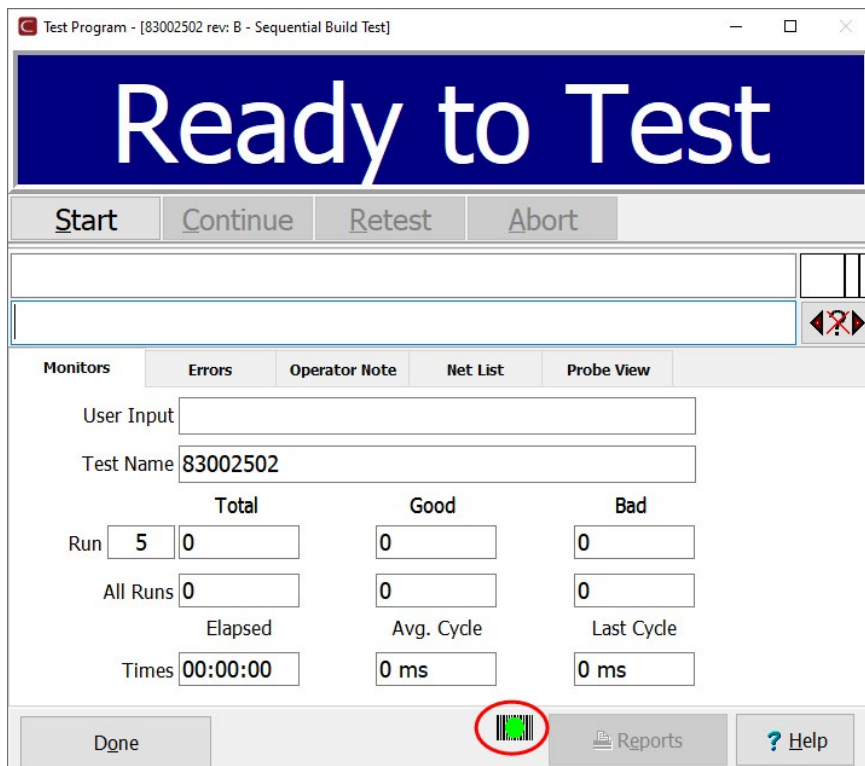 Test Program - [83002502 rev: B - Sequential Build Test]
Ready to Test
Start Continue Retest Abort
Monitors Errors Operator Note Net List Probe View
User Input
Test Name 83002502
Total Good Bad
Run 5 0 0 0
All Runs 0 0 0
Elapsed Avg. Cycle Last Cycle
Times 00:00:00 0 ms 0 ms
Done Reports ? Help